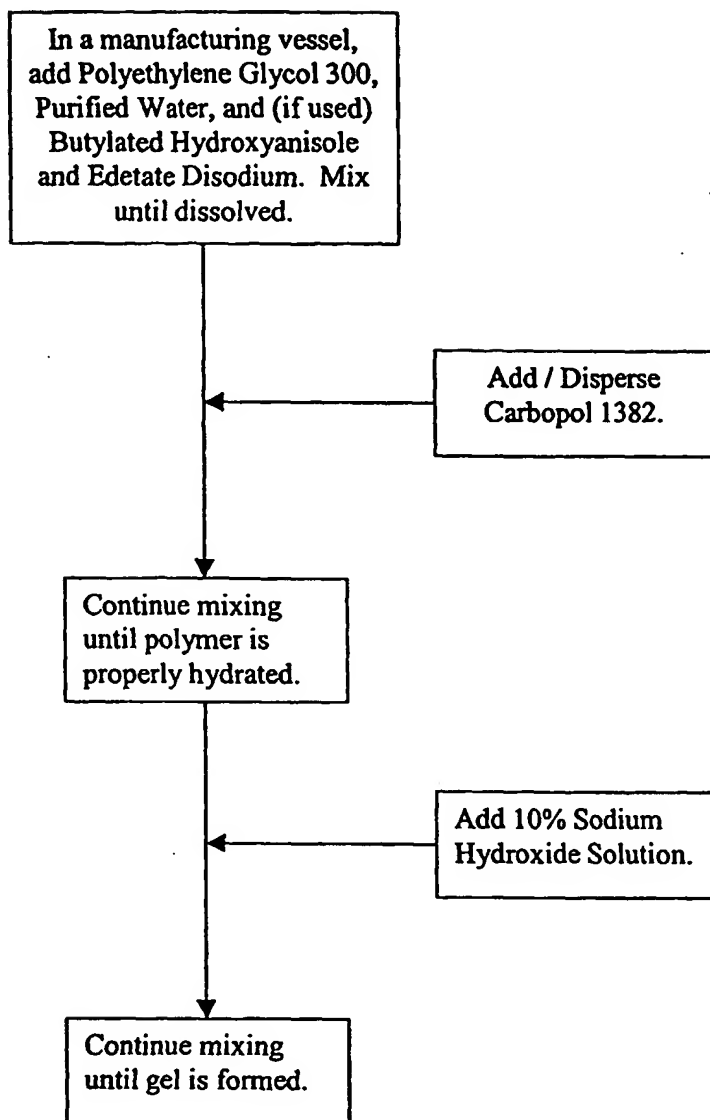 In a manufacturing vessel,
add Polyethylene Glycol 300,
Purified Water, and (if used)
Butylated Hydroxyanisole
and Edetate Disodium. Mix
until dissolved.
Add / Disperse
Carbopol 1382.
Continue mixing
until polymer is
properly hydrated.
Add 10% Sodium
Hydroxide Solution.
Continue mixing
until gel is formed.